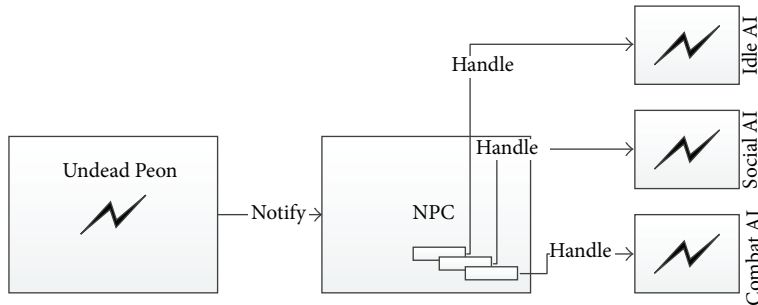 Undead Peon
Notify
NPC
Handle
Handle
Handle
Idle AI
Social AI
Combat AI